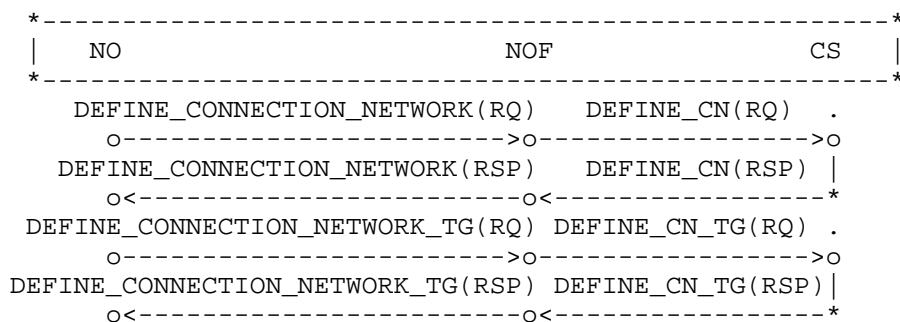 *-----------------------------------------------------*
| NO NOF CS |
*-----------------------------------------------------*
DEFINE_CONNECTION_NETWORK(RQ) DEFINE_CN(RQ) .
o------------------------>o----------------->o
DEFINE_CONNECTION_NETWORK(RSP) DEFINE_CN(RSP) |
o<------------------------o<-----------------*
DEFINE_CONNECTION_NETWORK_TG(RQ) DEFINE_CN_TG(RQ) .
o------------------------>o----------------->o
DEFINE_CONNECTION_NETWORK_TG(RSP) DEFINE_CN_TG(RSP)|
o<------------------------o<-----------------*